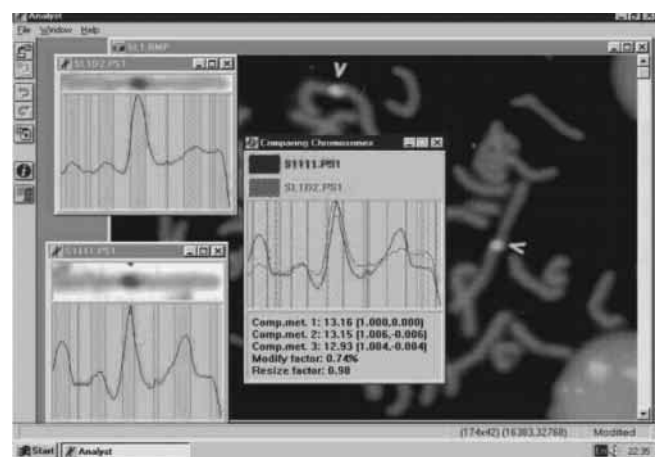 Analyst
File Window Help
SL1.BMP
SL1D2.PS1
V
Comparing Chromosomes
S1111.PS1
SL1D2.PS1
<
S1111.PS1
Comp.met. 1: 13.16 (1.000,0.000)
Comp.met. 2: 13.15 (1.006,-0.006)
Comp.met. 3: 12.93 (1.004,-0.004)
Modify factor: 0.74%
Resize factor: 0.98
(174x42) (16383,32768) Modified
Start Analyst En 22:35